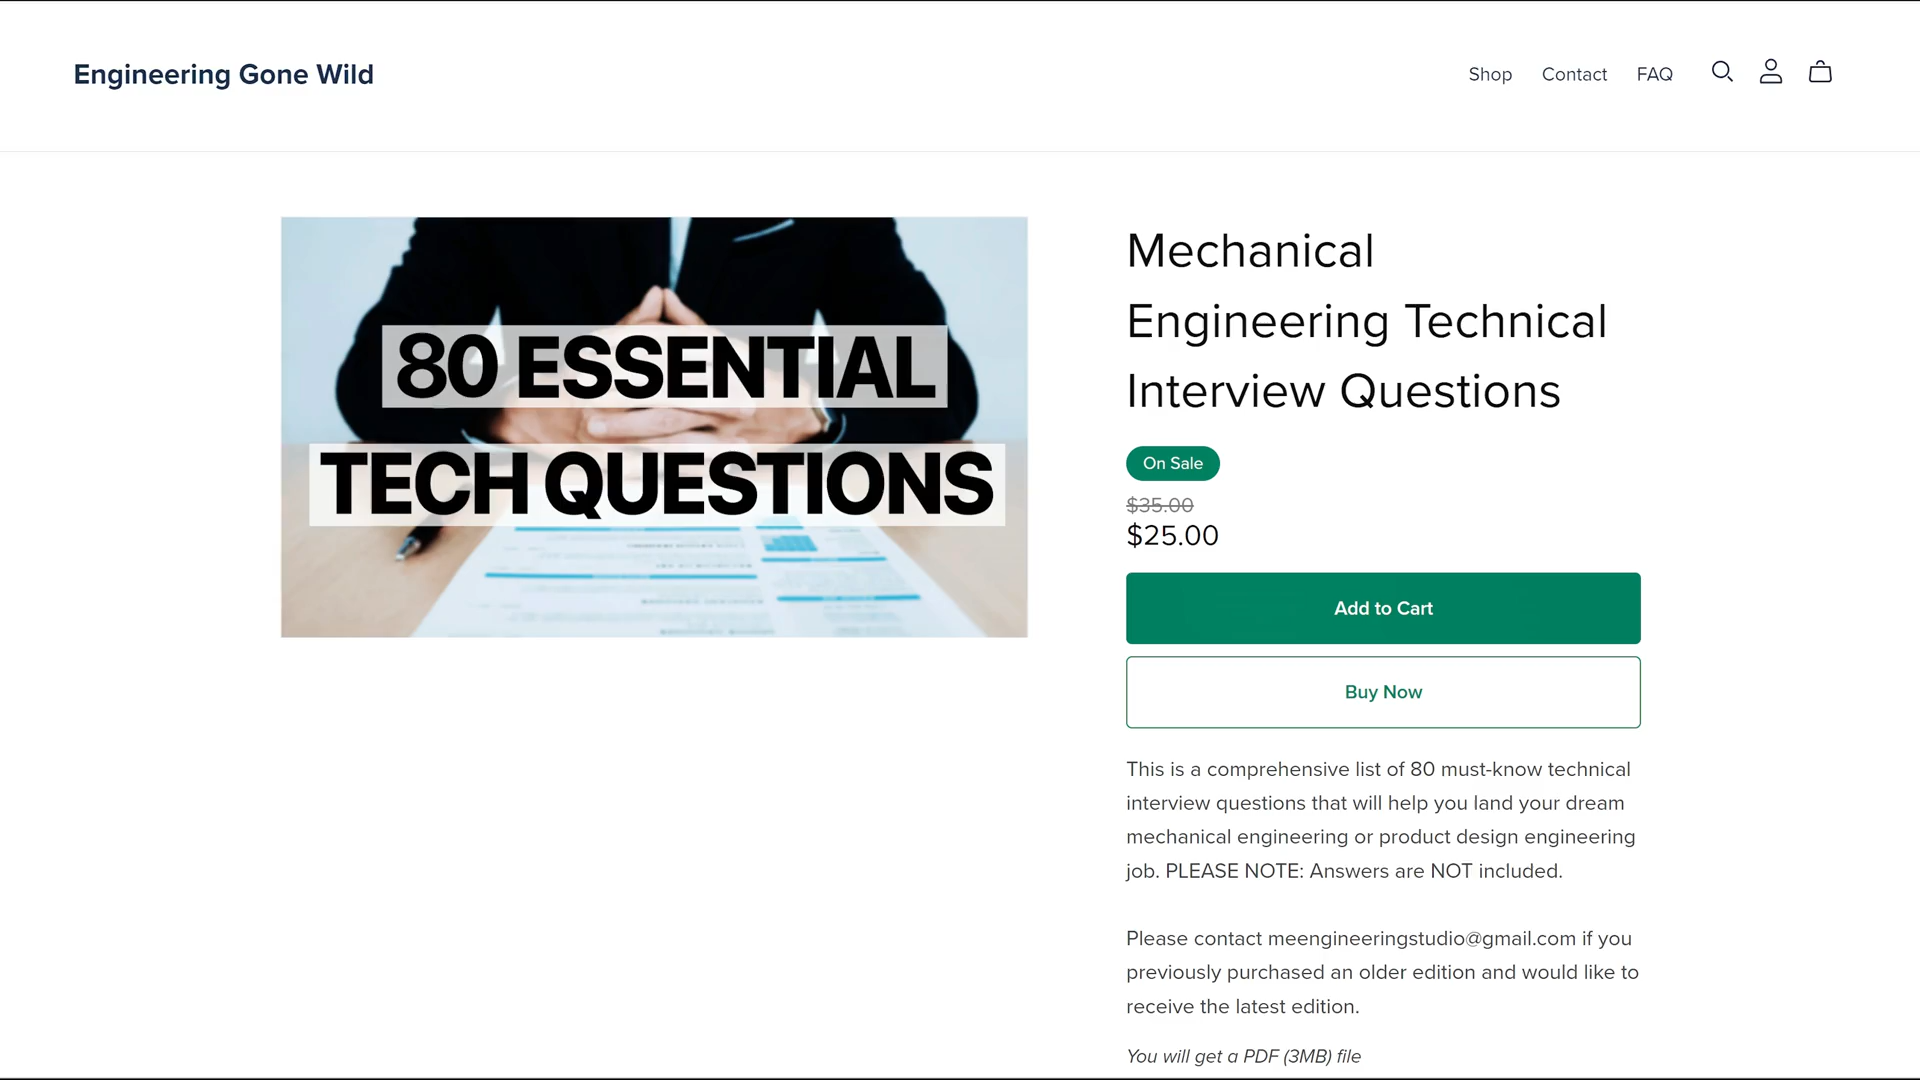 Engineering Gone Wild
Shop Contact FAQ
80 ESSENTIAL
TECH QUESTIONS
Mechanical
Engineering Technical
Interview Questions
On Sale
$35.00
$25.00
Add to Cart
Buy Now
This is a comprehensive list of 80 must-know technical
interview questions that will help you land your dream
mechanical engineering or product design engineering
job. PLEASE NOTE: Answers are NOT included.
Please contact meengineeringstudio@gmail.com if you
previously purchased an older edition and would like to
receive the latest edition.
You will get a PDF (3MB) file